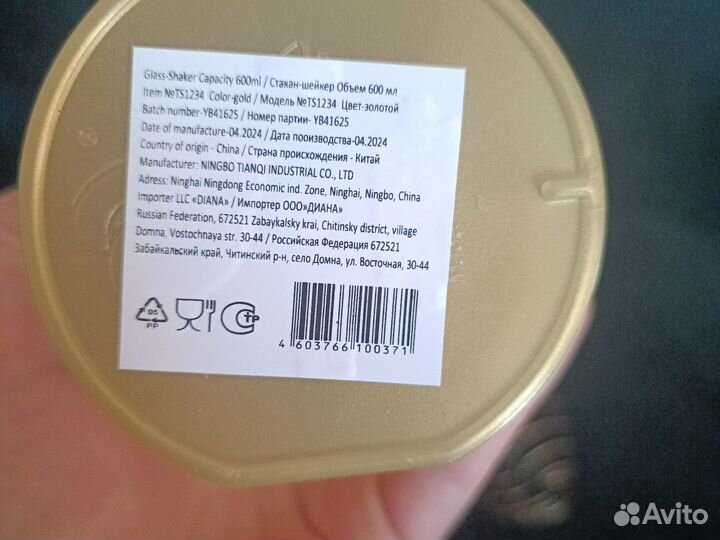 Glass-Shaker Capacity 600ml / Стакан-шейкер Объем 600 мл
Item №TS1234 Color-gold / Модель №TS1234 Цвет-золотой
Batch number-YB41625 / Номер партии- YB41625
Date of manufacture-04.2024 / Дата пооизводства-04.2024
Country of origin - China / Страна происхождения - Китай
Manufacturer: NINGBO TIANQI INDUSTRIAL CO., LTD
Adress: Ninghai Ningdong Economic ind. Zone, Ninghai, Ningbo, China
Importer LLC «DIANA» / Импортер ООО»ДИАНА»
Russian Federation, 672521 Zabaykalsky krai, Chitinsky district, village
Domna, Vostochnaya str. 30-44 / Российская Федерация 672521
Забайкальский край, Читинский р-н, село Домна, ул. Восточная, 30-44
05
PP
СТР
4 603766 100371
Avito